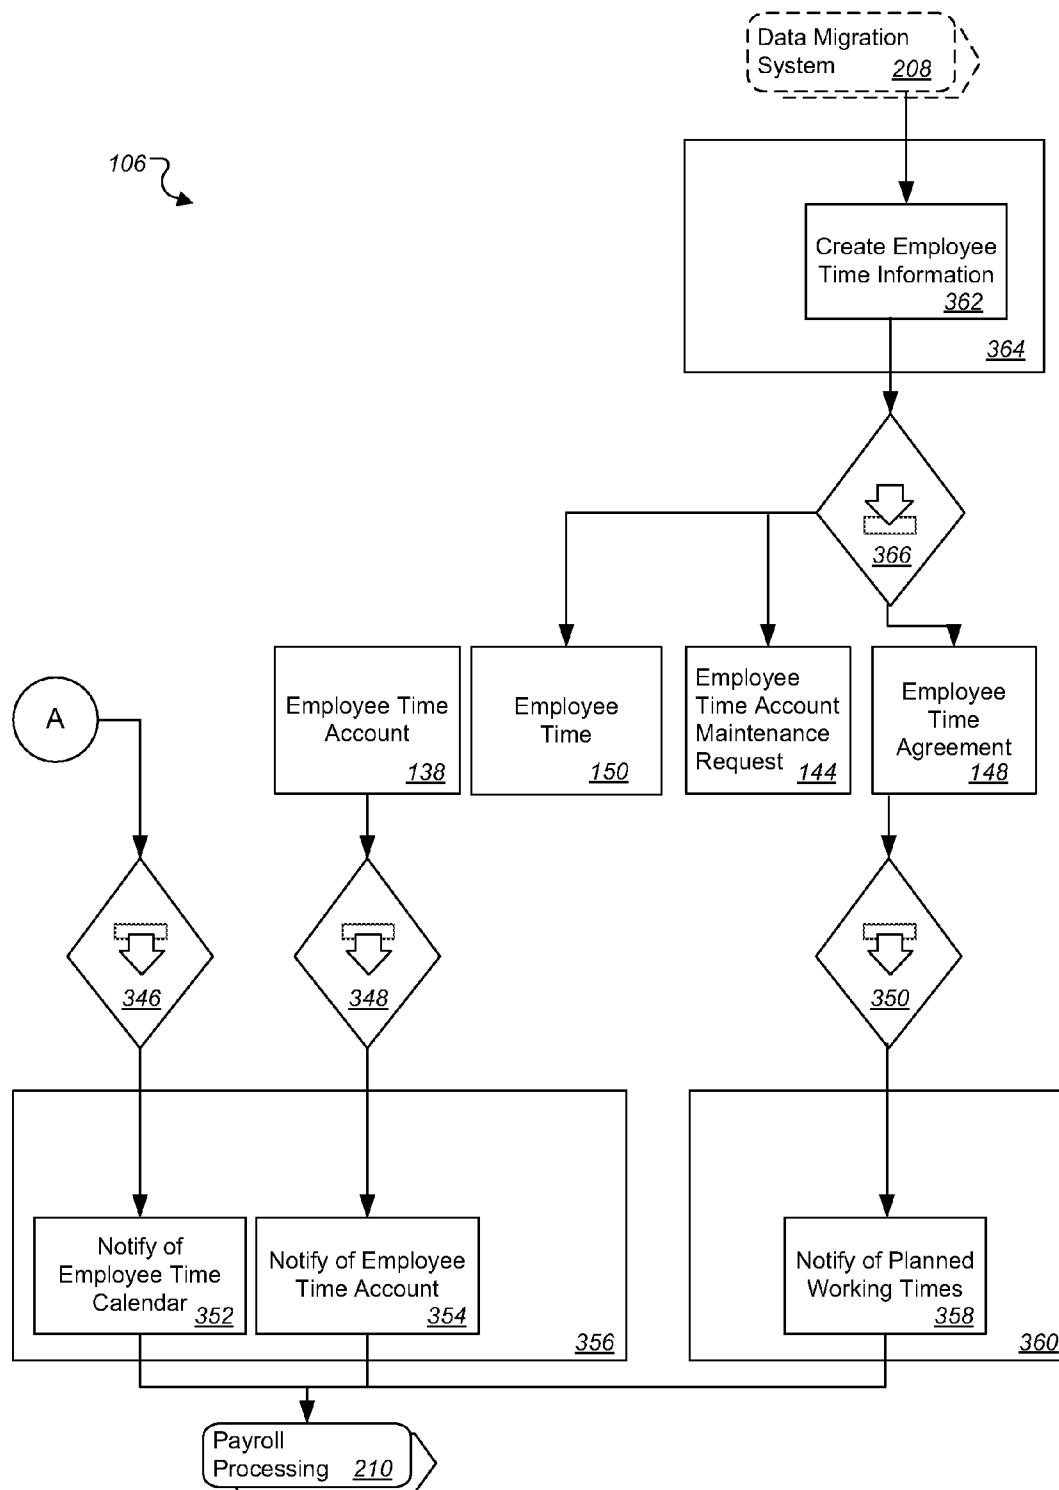 Data Migration
System 208
106
Create Employee
Time Information
362
364
366
A
Employee Time
Account
138
Employee
Time
150
Employee
Time Account
Maintenance
Request 144
Employee
Time
Agreement
148
346
348
350
Notify of
Employee Time
Calendar
352
Notify of Employee
Time Account
354
356
Notify of Planned
Working Times
358
360
Payroll
Processing 210